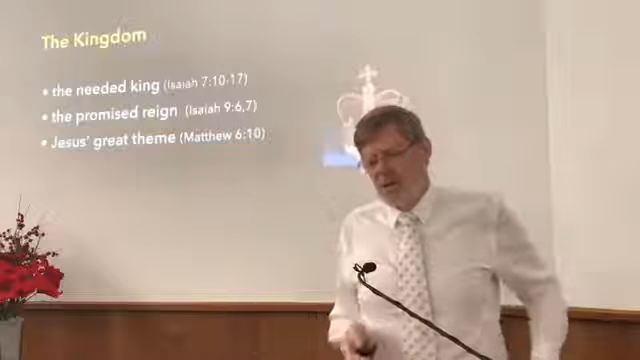 The Kingdom
• the needed king (Isaiah 7:10-17)
• the promised reign (Isaiah 9:6,7)
• Jesus' great theme (Matthew 6:10)